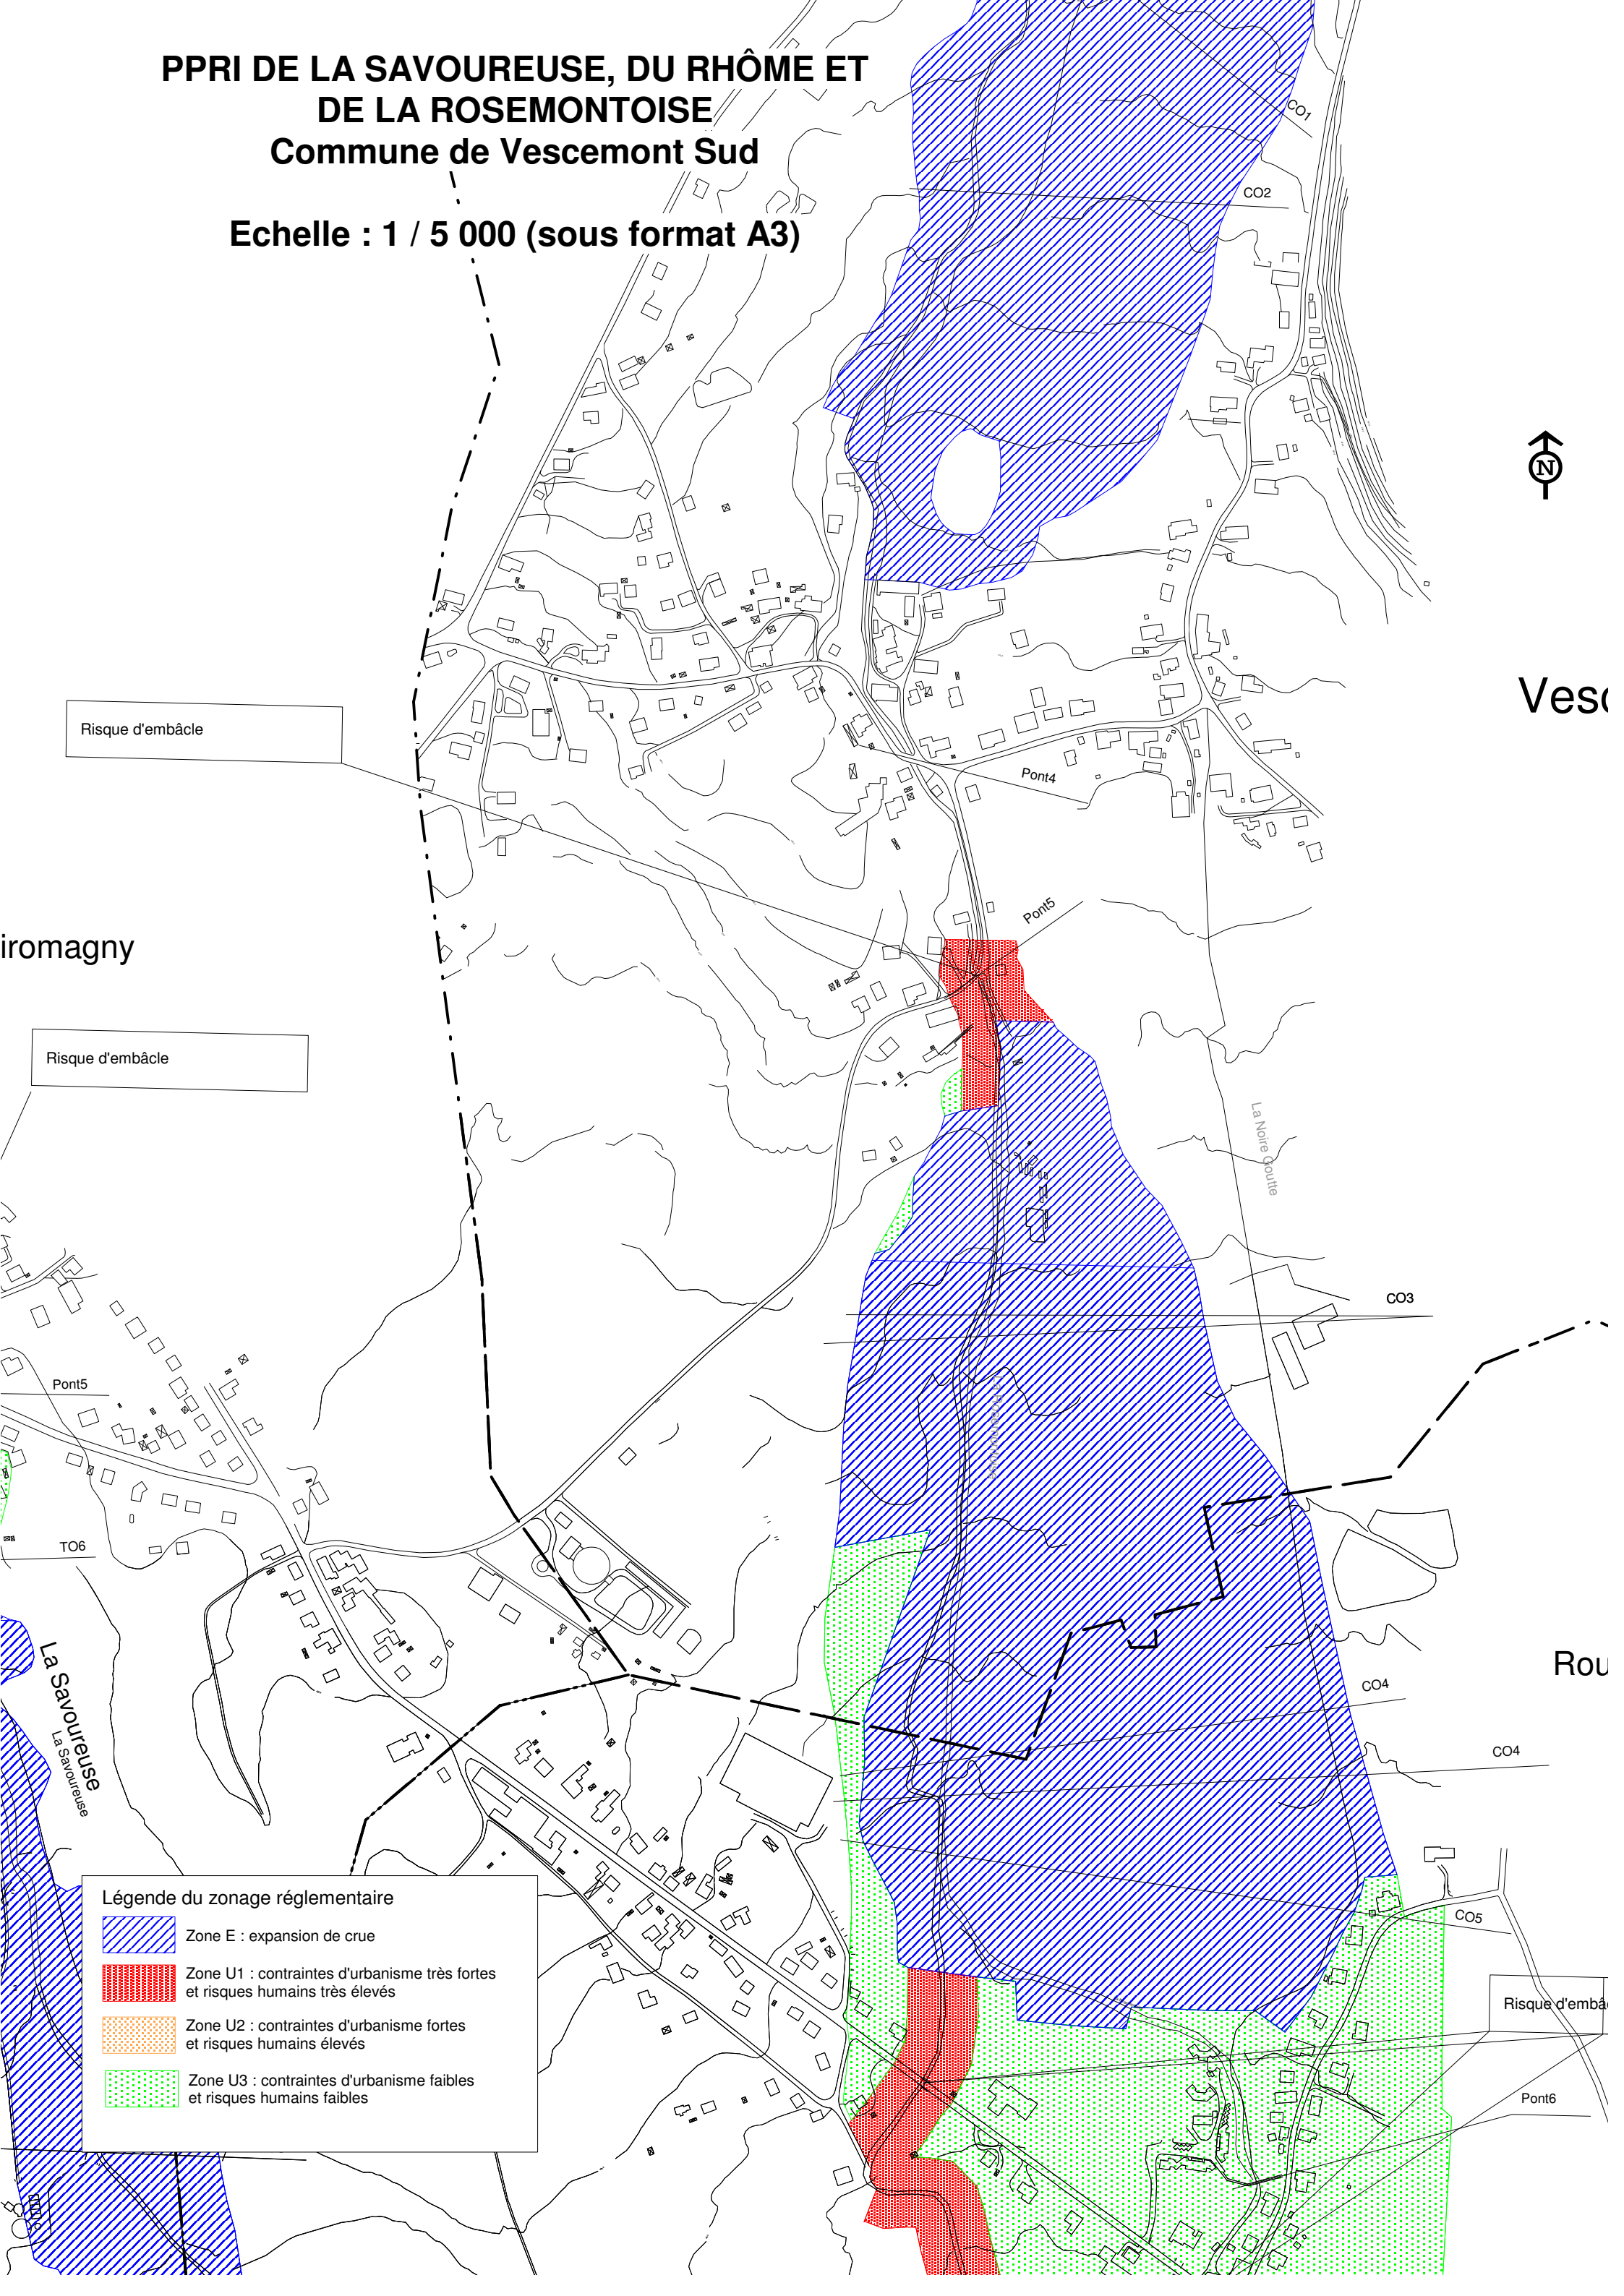 PPRI DE LA SAVOUREUSE, DU RHÔME ET
DE LA ROSEMONTOISE
Commune de Vescemont Sud
Echelle : 1 / 5 000 (sous format A3)
CO1
CO2
N
Vesc
Risque d'embâcle
Pont4
Pont5
iromagny
Risque d'embâcle
La Noire Goutte
CO3
Pont5
TO6
La Savoureuse
La Savoureuse
Rou
CO4
CO4
CO5
Risque d'embâ
Pont6
Légende du zonage réglementaire
Zone E : expansion de crue
Zone U1 : contraintes d'urbanisme très fortes
et risques humains très élevés
Zone U2 : contraintes d'urbanisme fortes
et risques humains élevés
Zone U3 : contraintes d'urbanisme faibles
et risques humains faibles